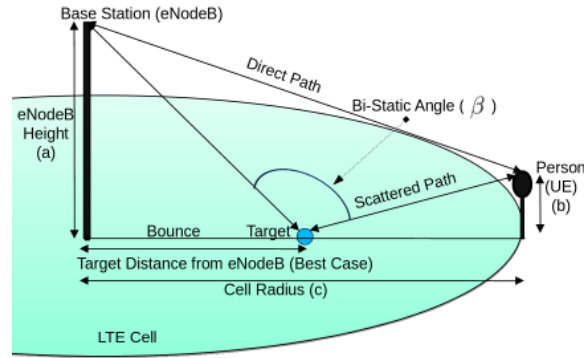 Base Station (eNodeB)
Direct Path
Bi-Static Angle ( β )
eNodeB
Height
(a)
Person
(UE)
(b)
Scattered Path
Bounce
Target
Target Distance from eNodeB (Best Case)
Cell Radius (c)
LTE Cell